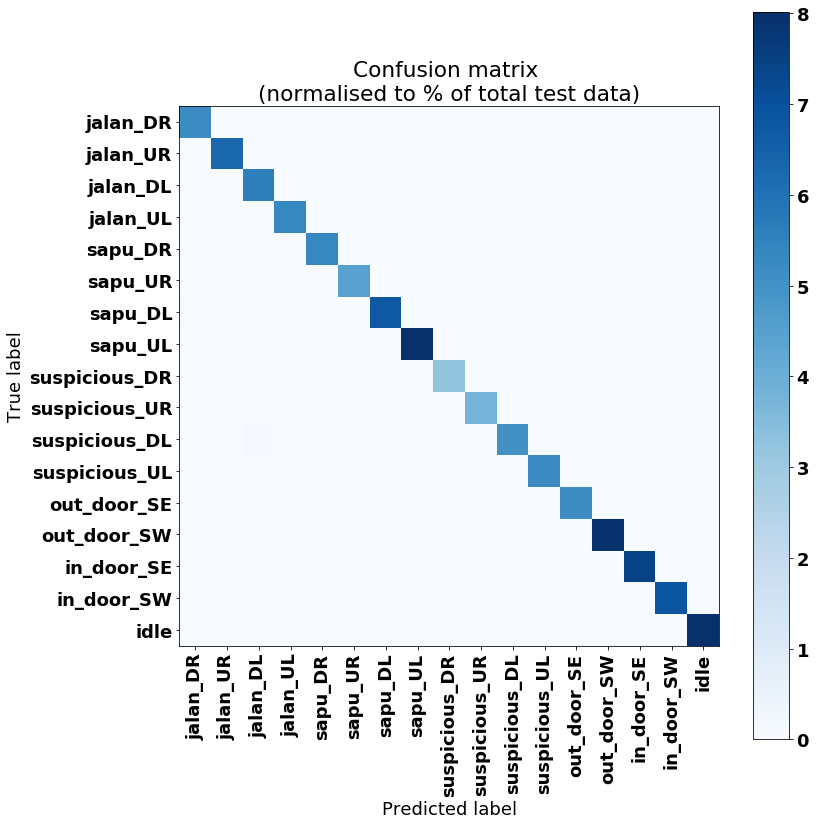 Confusion matrix
(normalised to % of total test data)
True label
jalan_DR
jalan_UR
jalan_DL
jalan_UL
sapu_DR
sapu_UR
sapu_DL
sapu_UL
suspicious_DR
suspicious_UR
suspicious_DL
suspicious_UL
out_door_SE
out_door_SW
in_door_SE
in_door_SW
idle
jalan_DR
jalan_UR
jalan_DL
jalan_UL
sapu_DR
sapu_UR
sapu_DL
sapu_UL
suspicious_DR
suspicious_UR
suspicious_DL
suspicious_UL
out_door_SE
out_door_SW
in_door_SE
in_door_SW
idle
Predicted label
8
7
6
5
4
3
2
1
0